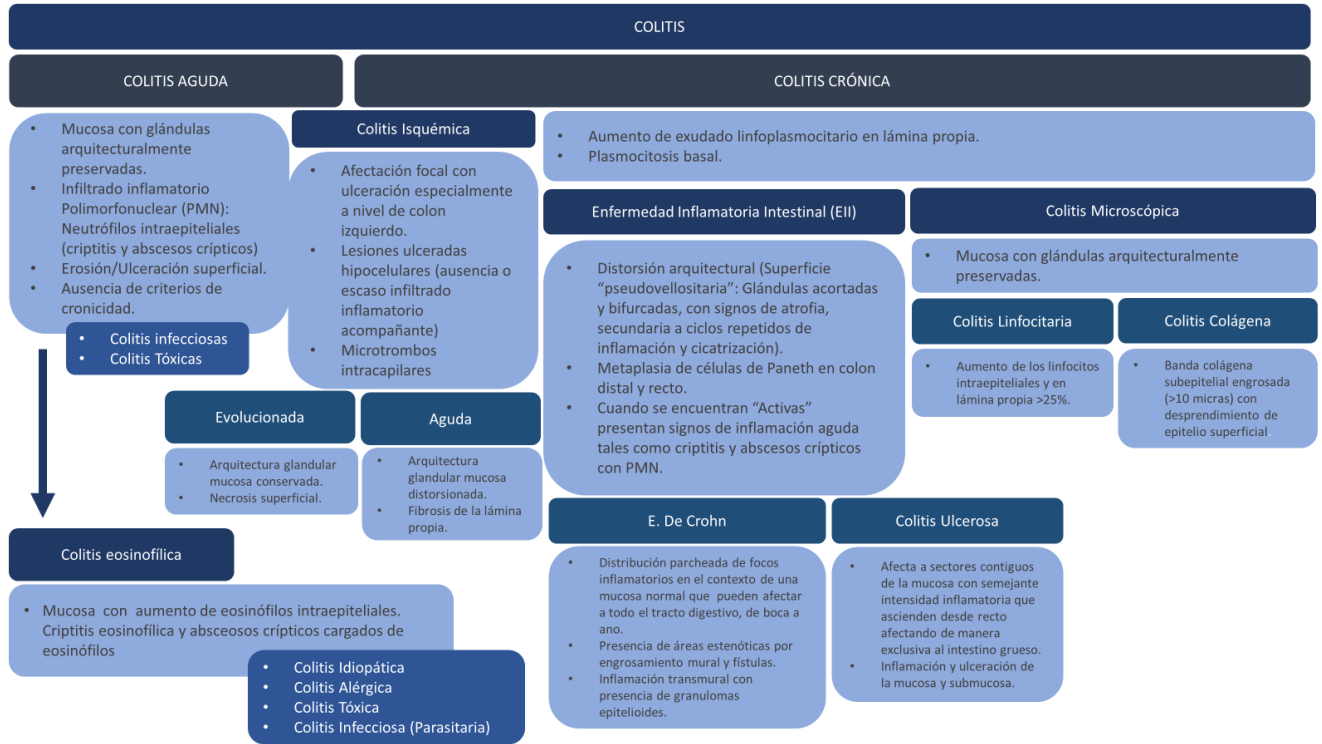 COLITIS
COLITIS AGUDA
COLITIS CRÓNICA
• Mucosa con glándulas
arquitecturalmente
preservadas.
• Infiltrado inflamatorio
Polimorfonuclear (PMN):
Neutrófilos intraepiteliales
(criptitis y abscesos crípticos)
• Erosión/Ulceración superficial.
• Ausencia de criterios de
cronicidad.
• Colitis infecciosas
• Colitis Tóxicas
Colitis Isquémica
• Afectación focal con
ulceración especialmente
a nivel de colon
izquierdo.
• Lesiones ulceradas
hipocelulares (ausencia o
escaso infiltrado
inflamatorio
acompañante)
• Microtrombos
intracapilares
Evolucionada
• Arquitectura glandular
mucosa conservada.
• Necrosis superficial.
Aguda
• Arquitectura
glandular mucosa
distorsionada.
• Fibrosis de la lámina
propia.
Colitis eosinofílica
• Mucosa con aumento de eosinófilos intraepiteliales.
Criptitis eosinofílica y absceosos crípticos cargados de
eosinófilos
• Colitis Idiopática
• Colitis Alérgica
• Colitis Tóxica
• Colitis Infecciosa (Parasitaria)
• Aumento de exudado linfoplasmocitario en lámina propia.
• Plasmocitosis basal.
Enfermedad Inflamatoria Intestinal (EII)
• Distorsión arquitectural (Superficie
“pseudovellositaria”: Glándulas acortadas
y bifurcadas, con signos de atrofia,
secundaria a ciclos repetidos de
inflamación y cicatrización).
• Metaplasia de células de Paneth en colon
distal y recto.
• Cuando se encuentran “Activas”
presentan signos de inflamación aguda
tales como criptitis y abscesos crípticos
con PMN.
E. De Crohn
• Distribución parcheada de focos
inflamatorios en el contexto de una
mucosa normal que pueden afectar
a todo el tracto digestivo, de boca a
ano.
• Presencia de áreas estenóticas por
engrosamiento mural y fístulas.
• Inflamación transmural con
presencia de granulomas
epitelioides.
Colitis Ulcerosa
• Afecta a sectores contiguos
de la mucosa con semejante
intensidad inflamatoria que
ascienden desde recto
afectando de manera
exclusiva al intestino grueso.
• Inflamación y ulceración de
la mucosa y submucosa.
Colitis Microscópica
• Mucosa con glándulas arquitecturalmente
preservadas.
Colitis Linfocitaria
• Aumento de los linfocitos
intraepiteliales y en
lámina propia >25%.
Colitis Colágena
• Banda colágena
subepitelial engrosada
(>10 micras) con
desprendimiento de
epitelio superficial.